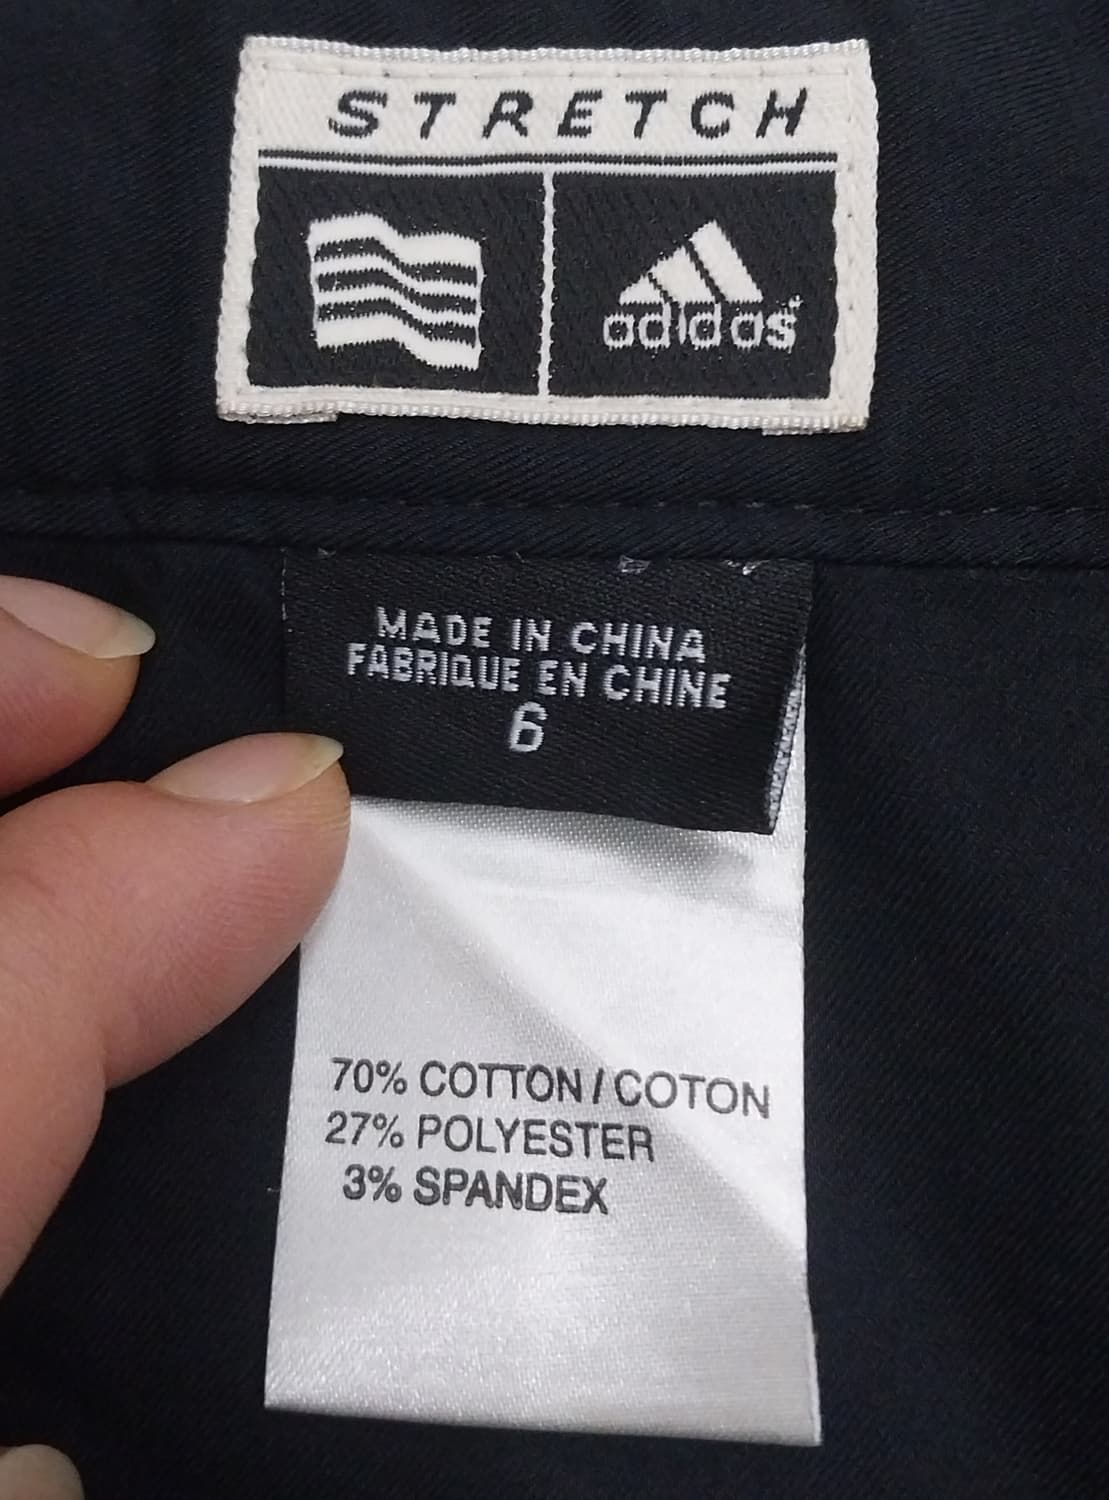 STRETCH
adidas
MADE IN CHINA
FABRIQUE EN CHINE
6
70% COTTON / COTON
27% POLYESTER
3% SPANDEX